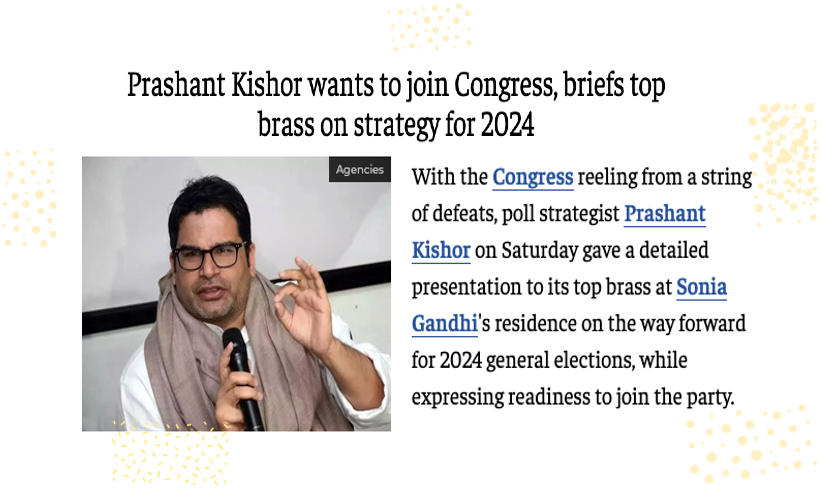 Prashant Kishor wants to join Congress, briefs top
brass on strategy for 2024
Agencies
With the Congress reeling from a string
of defeats, poll strategist Prashant
Kishor on Saturday gave a detailed
presentation to its top brass at Sonia
Gandhi's residence on the way forward
for 2024 general elections, while
expressing readiness to join the party.